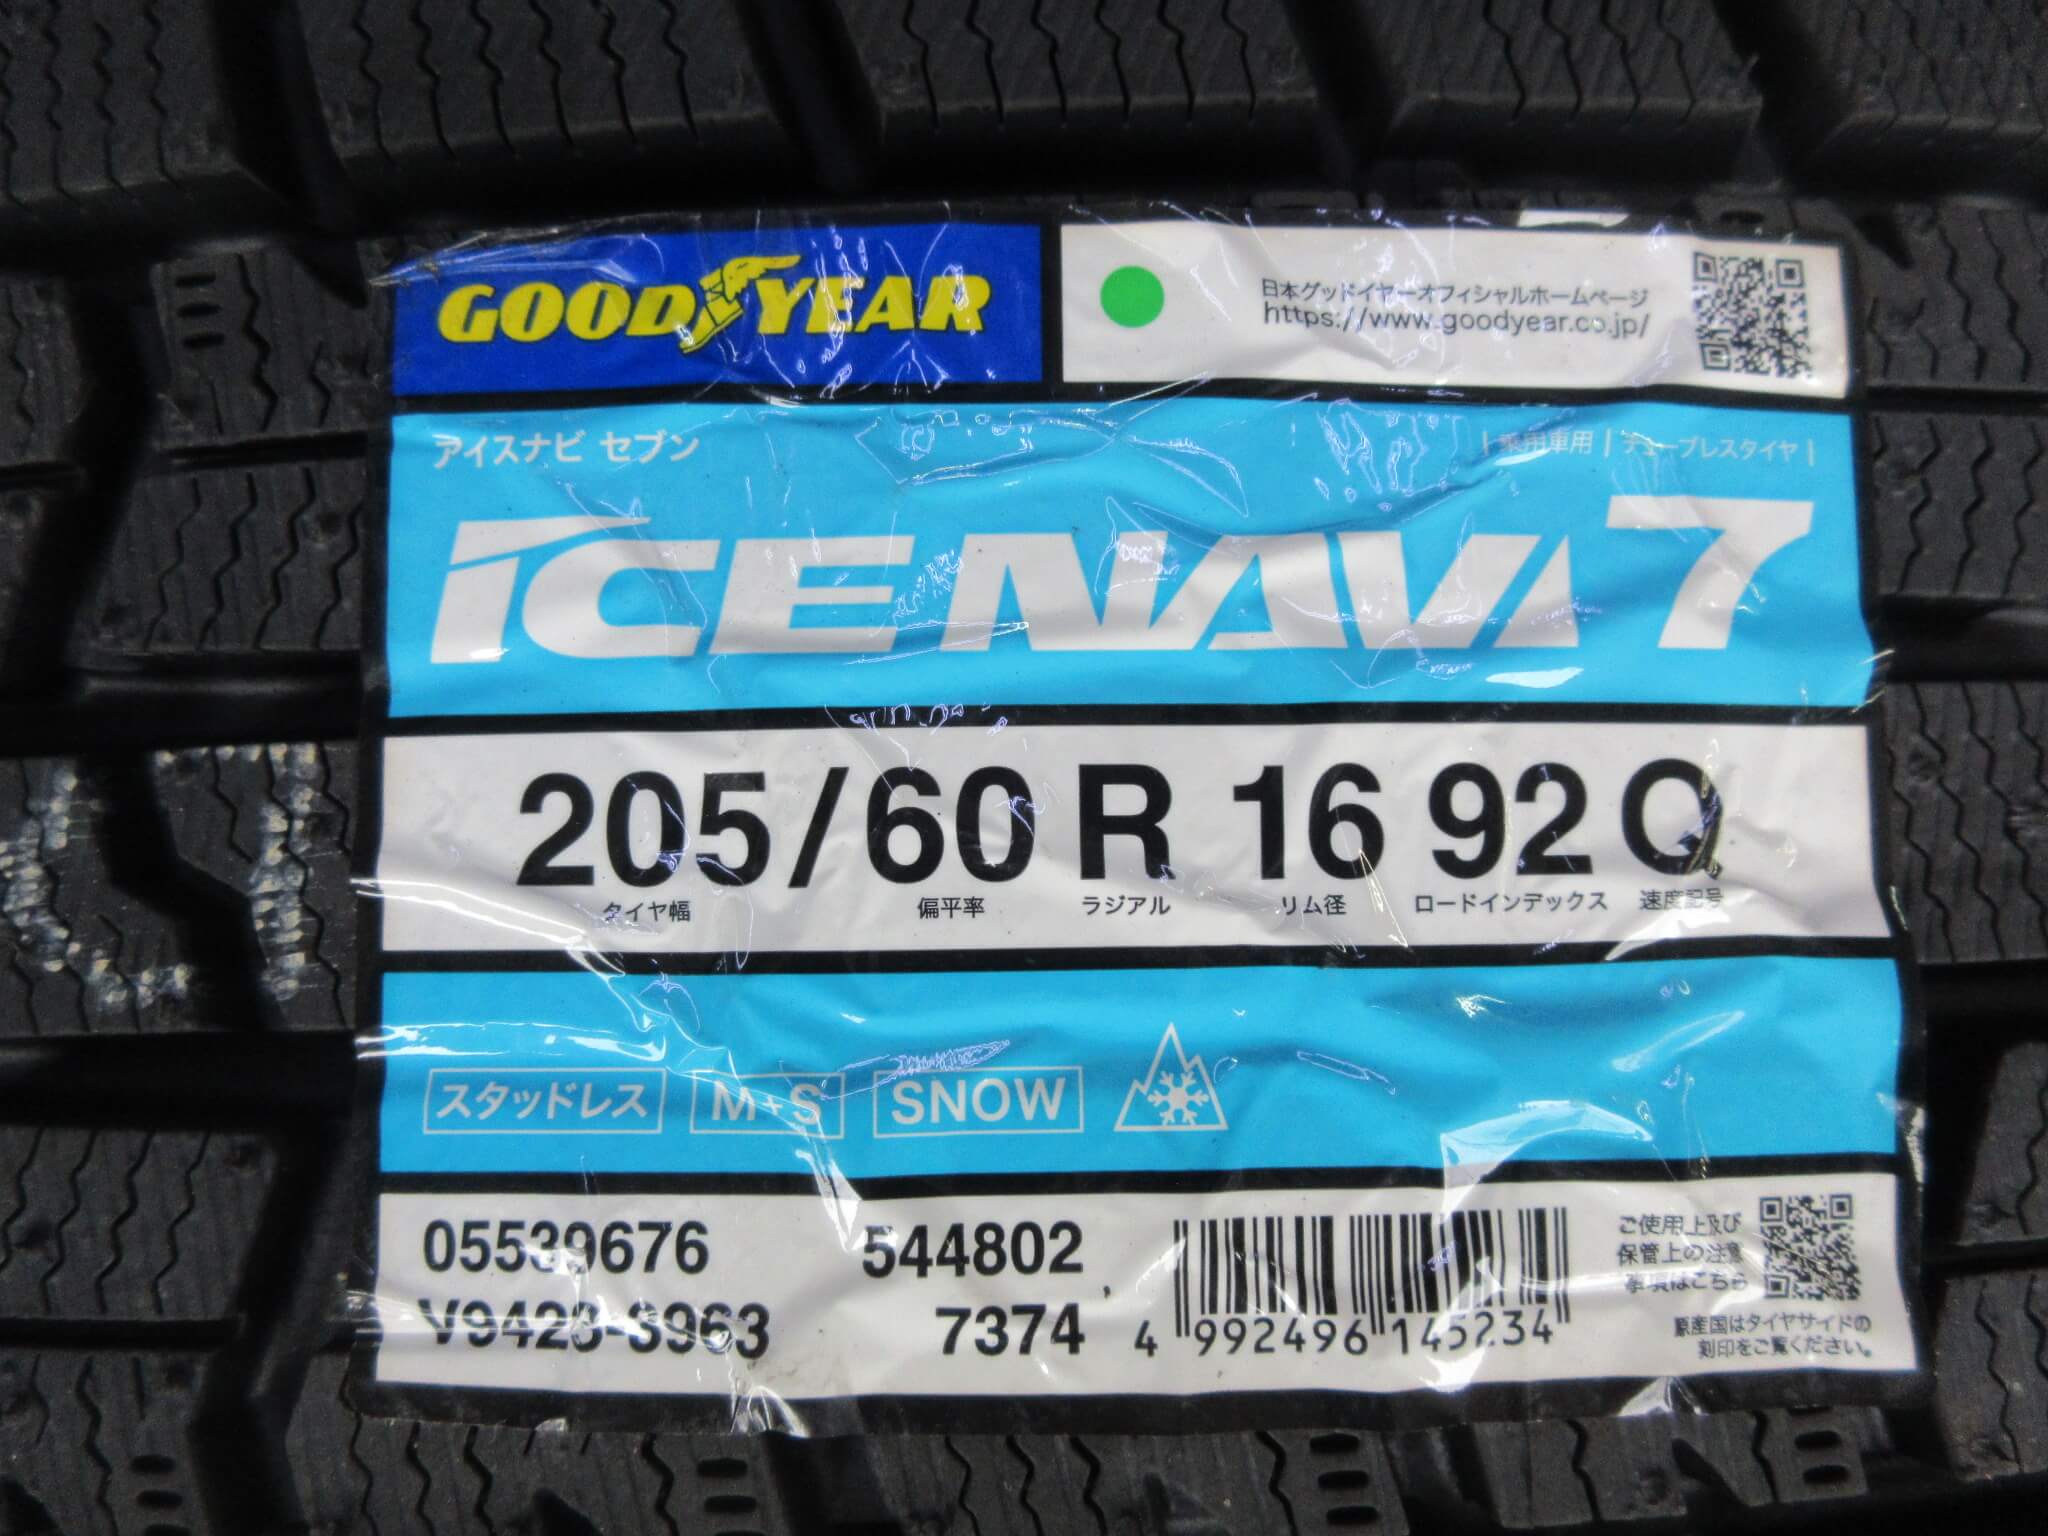 GOODYEAR
日本グッドイヤーオフィシャルホームページ
https://www.goodyear.co.jp/
アイスナビ セブン
|乗用車用|チューブレスタイヤ|
ICENAVI7
205/60 R 16 92 Q
タイヤ幅 偏平率 ラジアル リム径 ロードインデックス 速度記号
スタッドレス M+S SNOW
05539676 544802
V9423-3963 7374
4 992496 145234
ご使用上及び
保管上の注意
事項はこちら
原産国はタイヤサイドの
刻印をご覧ください。